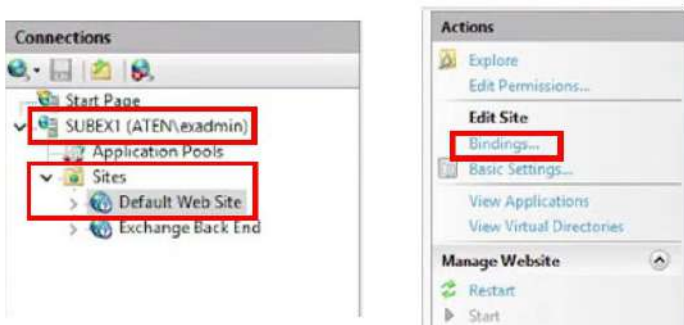 Connections
Start Page
SUBEX1 (ATEN\exadmin)
Application Pools
Sites
Default Web Site
Exchange Back End
Actions
Explore
Edit Permissions...
Edit Site
Bindings...
Basic Settings...
View Applications
View Virtual Directories
Manage Website
Restart
Start